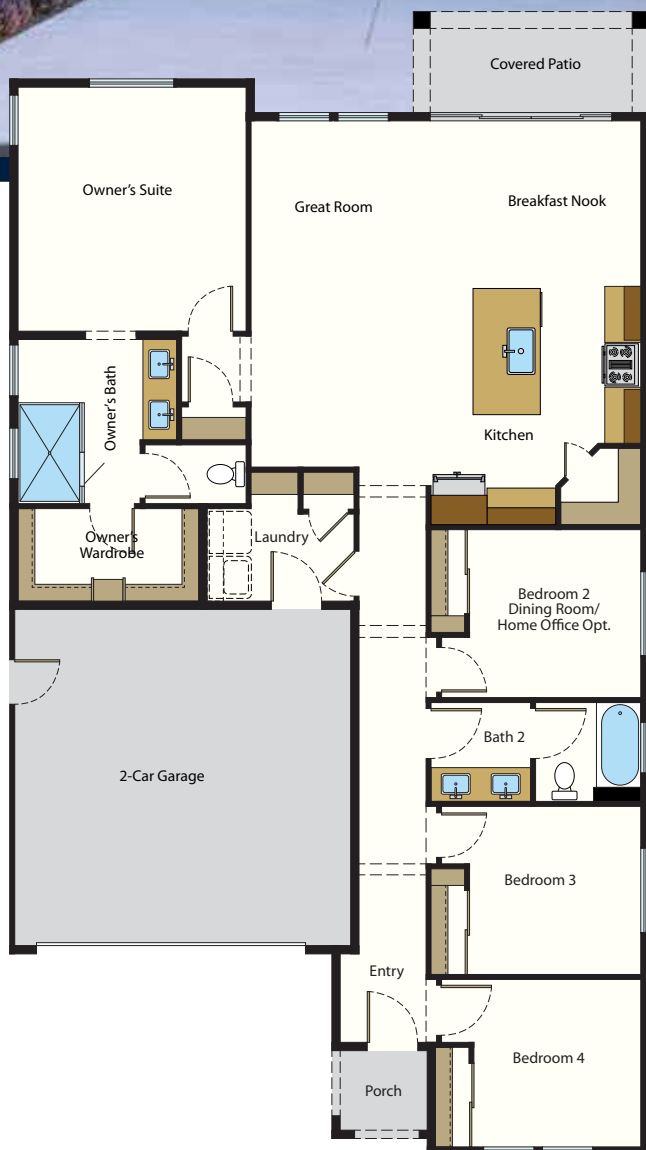 Covered Patio
Owner's Suite
Great Room
Breakfast Nook
Owner's Bath
Kitchen
Owner's
Wardrobe
Laundry
Bedroom 2
Dining Room/
Home Office Opt.
Bath 2
2-Car Garage
Bedroom 3
Entry
Bedroom 4
Porch